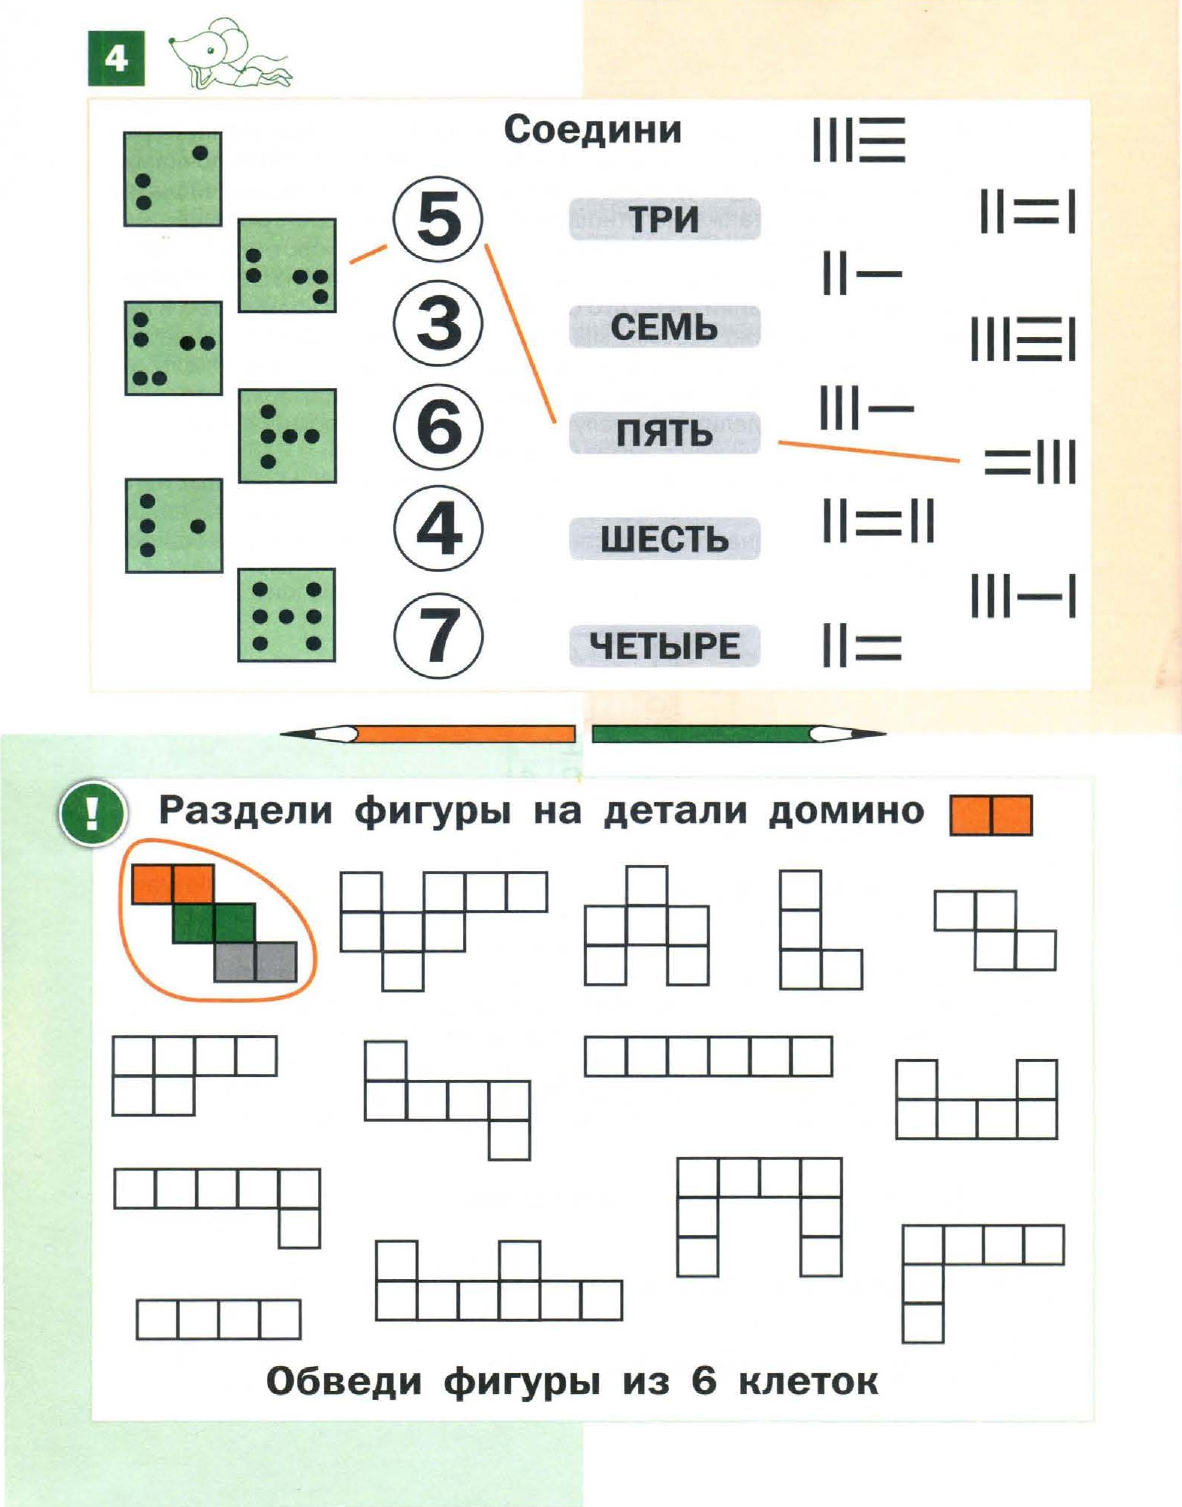 4
Соедини
5
ТРИ
3
СЕМЬ
6
ПЯТЬ
4
ШЕСТЬ
7
ЧЕТЫРЕ
!
Раздели фигуры на детали домино
Обведи фигуры из 6 клеток